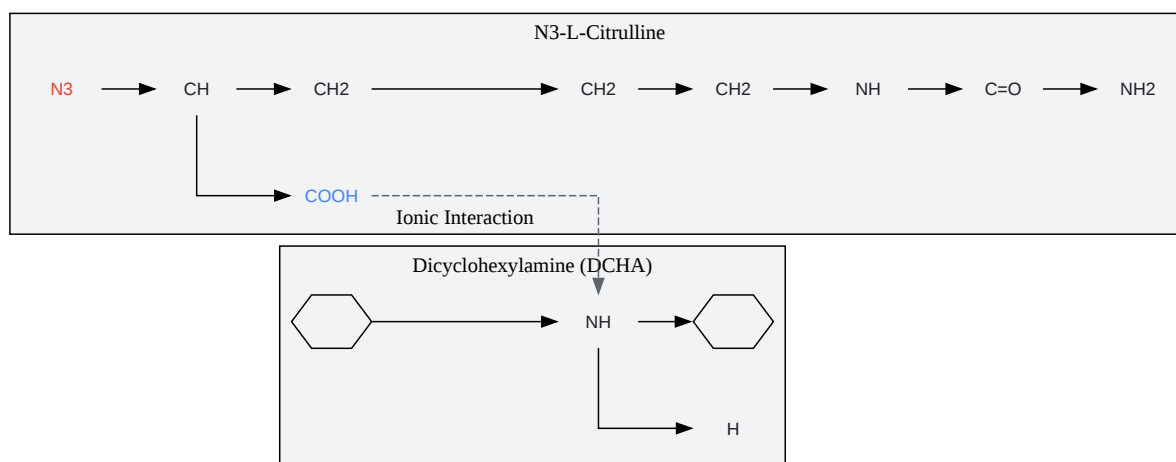 N3-L-Citrulline
N3 CH CH2 CH2 CH2 NH C=O NH2
COOH
Ionic Interaction
Dicyclohexylamine (DCHA)
NH
H